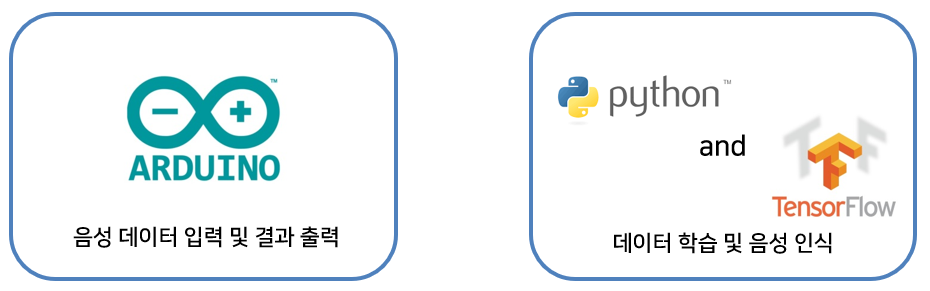 ARDUINO
음성 데이터 입력 및 결과 출력
python
and
TensorFlow
데이터 학습 및 음성 인식